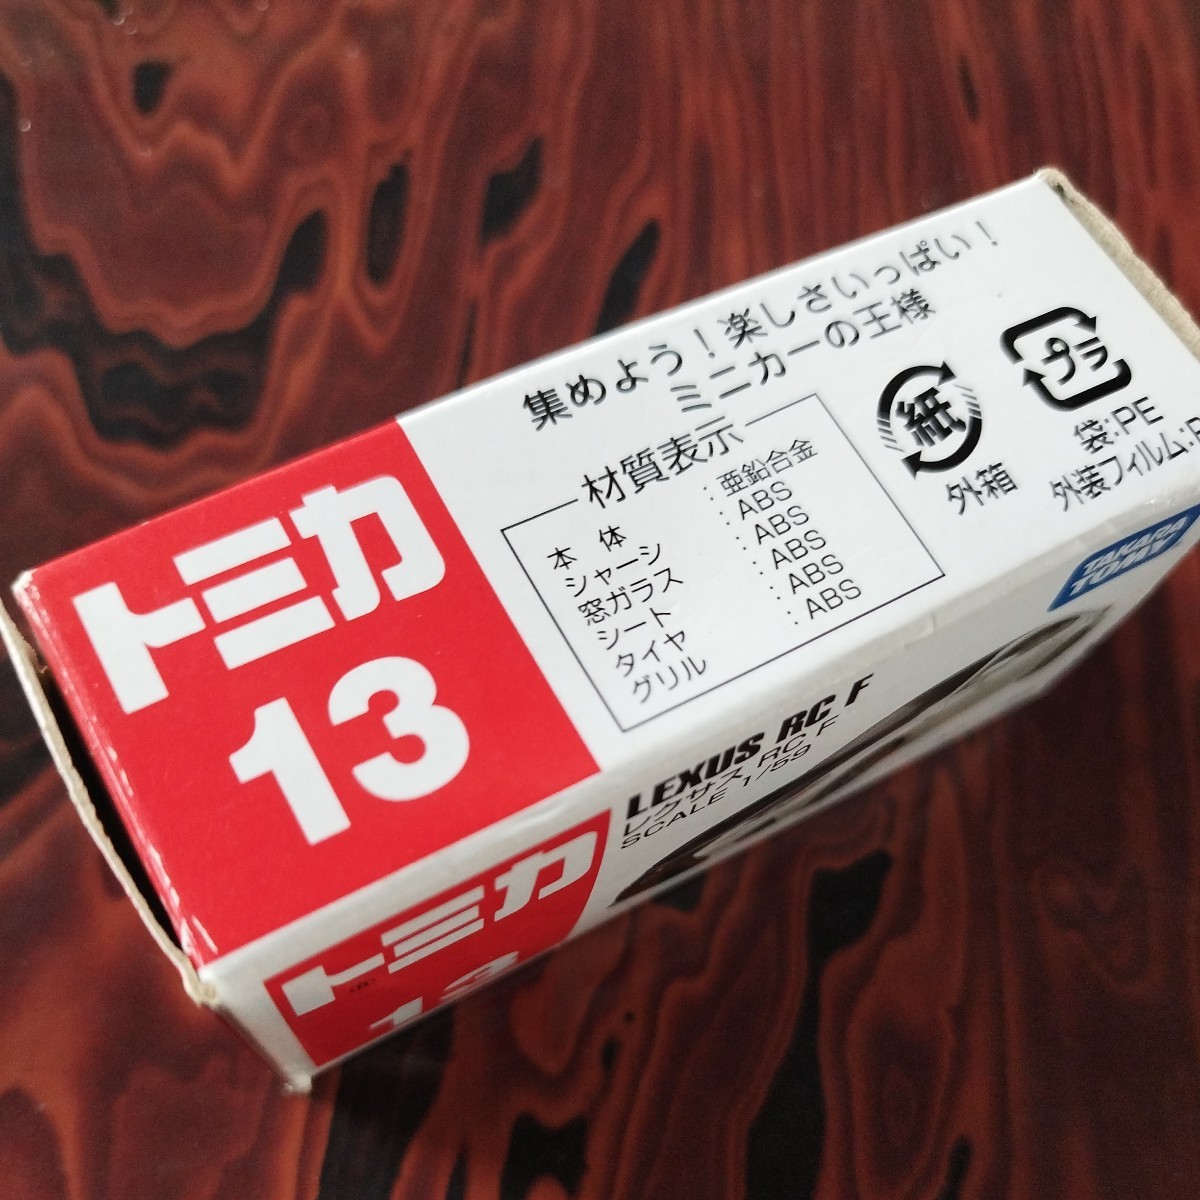 集めよう！楽しさいっぱい！
ミニカーの王様
トミカ
13
材質表示
本 体 : 亜鉛合金
シャーシ : ABS
窓ガラス : ABS
シート : ABS
タイヤ : ABS
グリル : ABS
紙
外箱
プラ
袋:PE
外装フィルム:P
TAKARA
TOMY
LEXUS RC F
レクサス RC F
SCALE 1/59
トミカ
13